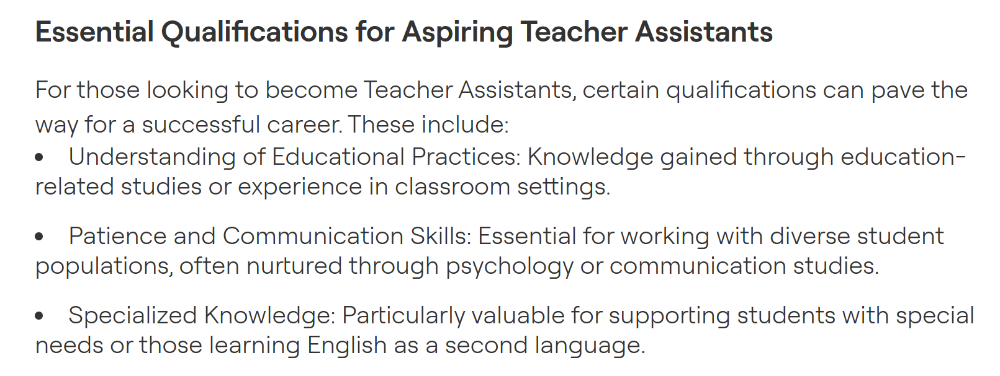 Essential Qualifications for Aspiring Teacher Assistants
For those looking to become Teacher Assistants, certain qualifications can pave the
way for a successful career. These include:
• Understanding of Educational Practices: Knowledge gained through education-
related studies or experience in classroom settings.
• Patience and Communication Skills: Essential for working with diverse student
populations, often nurtured through psychology or communication studies.
• Specialized Knowledge: Particularly valuable for supporting students with special
needs or those learning English as a second language.